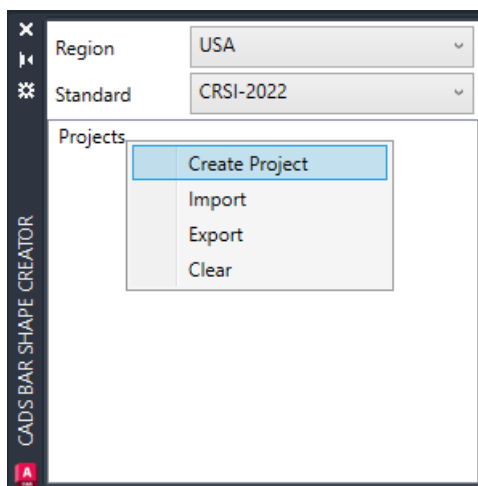 Region USA
Standard CRSI-2022
Projects
Create Project
Import
Export
Clear
CADS BAR SHAPE CREATOR
A